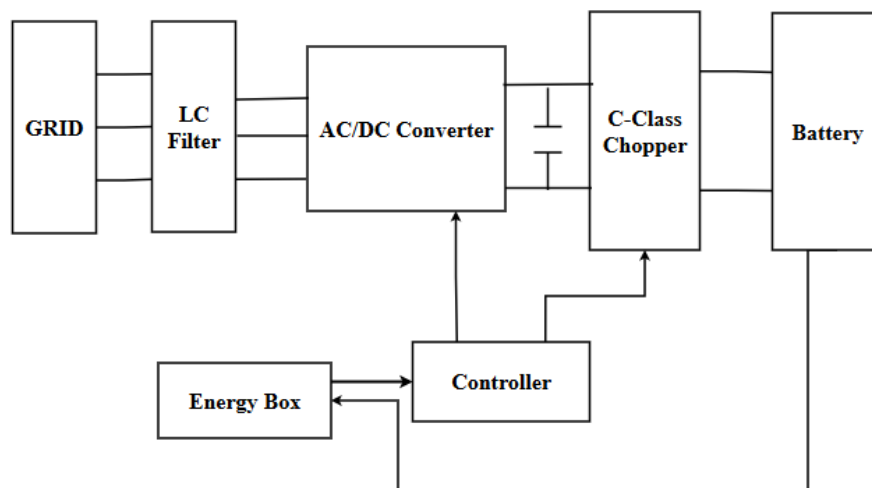 GRID
LC
Filter
AC/DC Converter
C-Class
Chopper
Battery
Energy Box
Controller